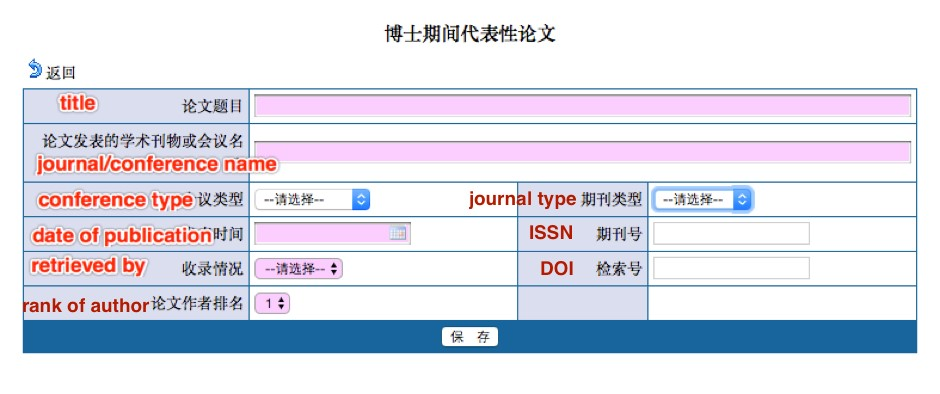 博士期间代表性论文
返回
title 论文题目
论文发表的学术刊物或会议名
journal/conference name
conference type 议类型 --请选择-- journal type 期刊类型 --请选择--
date of publication 时间 ISSN 期刊号
retrieved by 收录情况 --请选择-- DOI 检索号
rank of author 论文作者排名 1
保 存